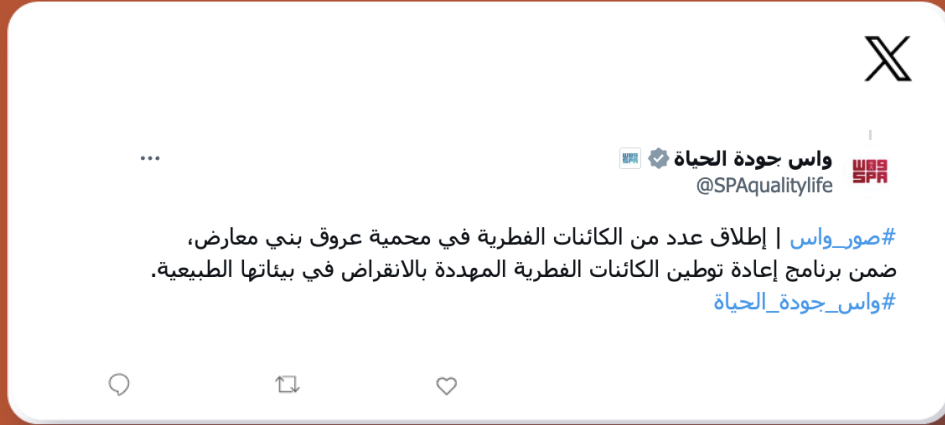 واس جودة الحياة
@SPAqualitylife
#صور_واس | إطلاق عدد من الكائنات الفطرية في محمية عروق بني معارض،
ضمن برنامج إعادة توطين الكائنات الفطرية المهددة بالانقراض في بيئاتها الطبيعية.
#واس_جودة_الحياة